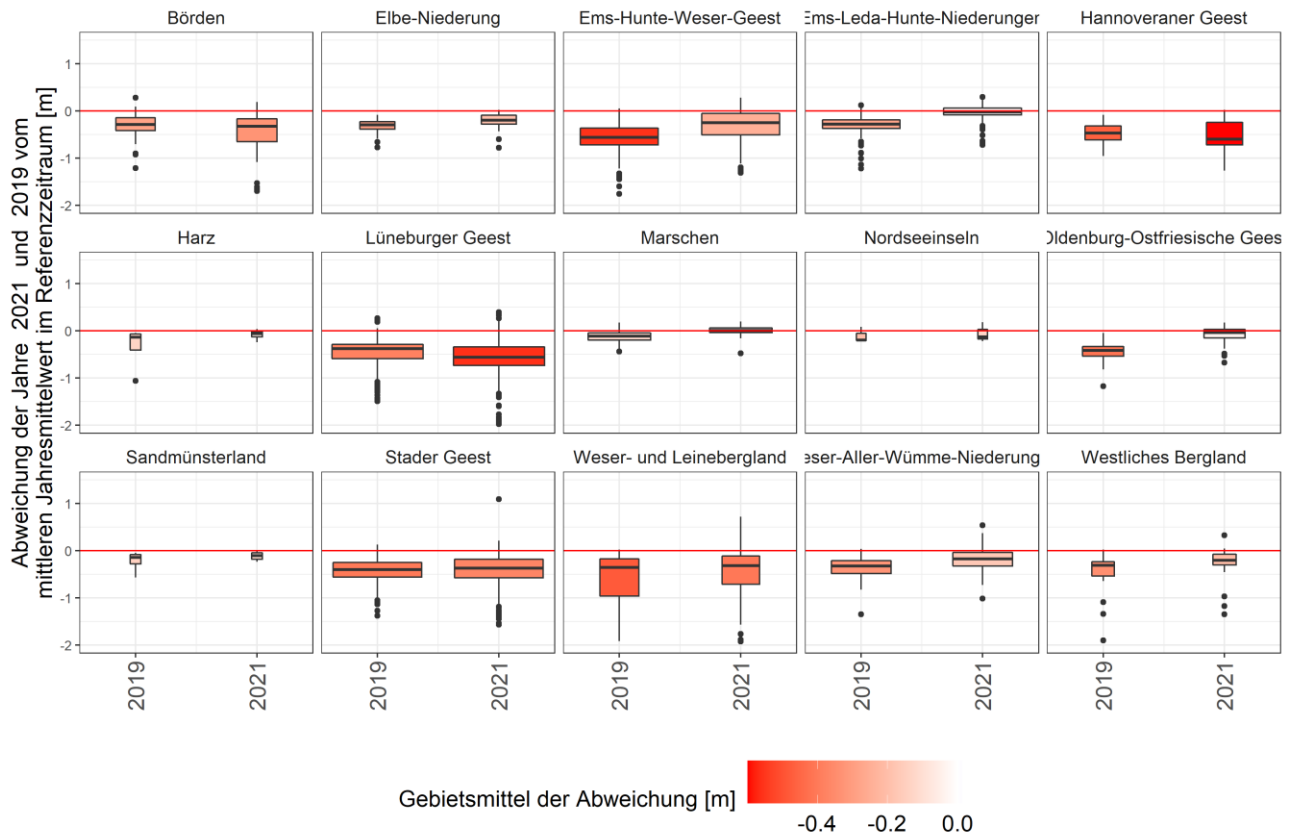 Börden Elbe-Niederung Ems-Hunte-Weser-Geest Ems-Leda-Hunte-Niederungen Hannoveraner Geest
1
0
-1
-2
Harz Lüneburger Geest Marschen Nordseeinseln Oldenburg-Ostfriesische Gees
1
0
-1
-2
Sandmünsterland Stader Geest Weser- und Leinebergland eser-Aller-Wümme-Niederung Westliches Bergland
1
0
-1
-2
Abweichung der Jahre 2021 und 2019 vom
mittleren Jahresmittelwert im Referenzzeitraum [m]
2019 2021 2019 2021 2019 2021 2019 2021 2019 2021
Gebietsmittel der Abweichung [m]
-0.4 -0.2 0.0